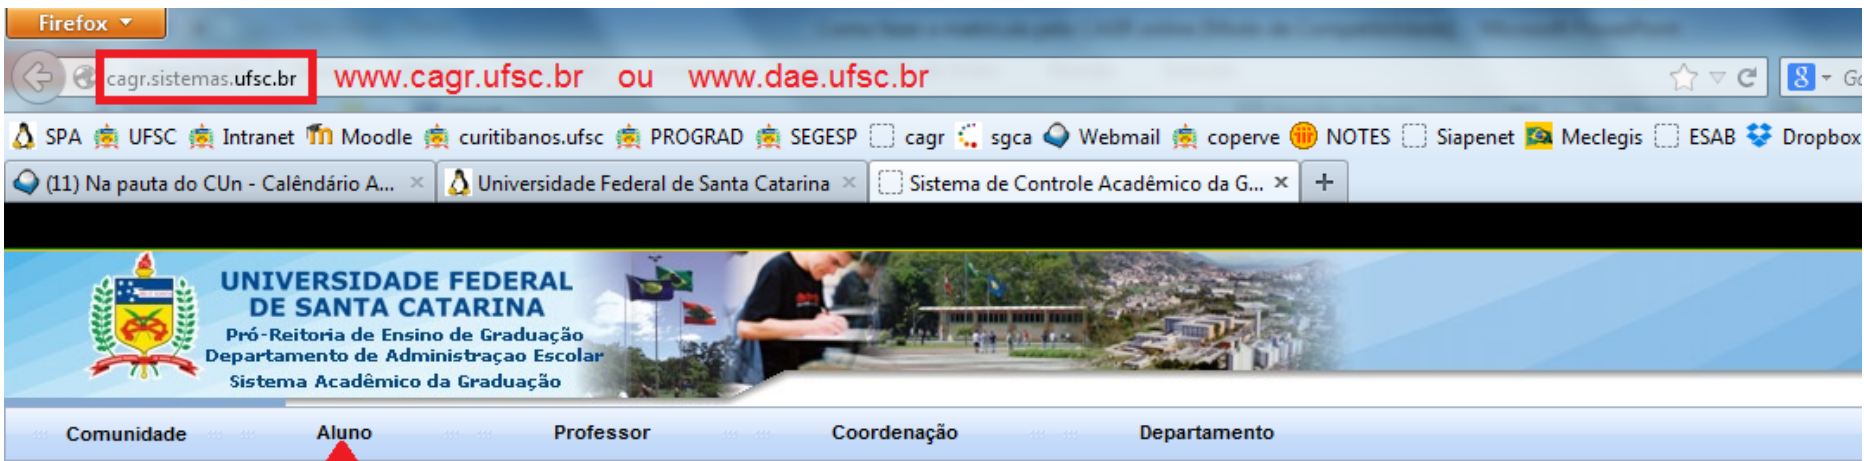 Firefox
cagr.sistemas.ufsc.br www.cagr.ufsc.br ou www.dae.ufsc.br
SPA UFSC Intranet Moodle curitibanos.ufsc PROGRAD SEGESP cagr sgca Webmail coperve NOTES Siapenet Meclegis ESAB Dropbox
(11) Na pauta do CUn - Calêndário A... Universidade Federal de Santa Catarina Sistema de Controle Acadêmico da G...
UNIVERSIDADE FEDERAL
DE SANTA CATARINA
Pró-Reitoria de Ensino de Graduação
Departamento de Administraçao Escolar
Sistema Acadêmico da Graduação
Comunidade Aluno Professor Coordenação Departamento